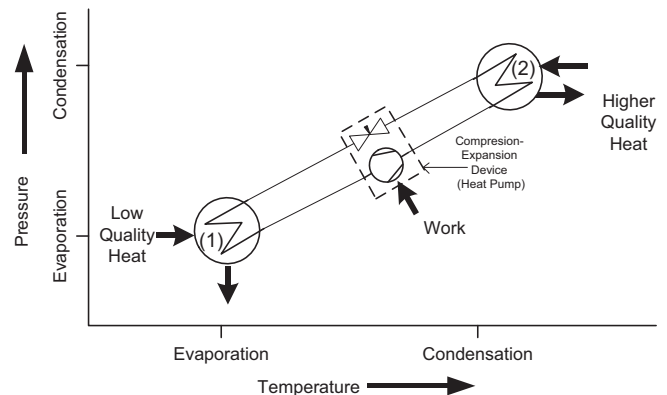 Pressure
Condensation
Evaporation
(2)
Higher
Quality
Heat
Compresion-
Expansion
Device
(Heat Pump)
Work
Low
Quality
Heat
(1)
Evaporation
Condensation
Temperature